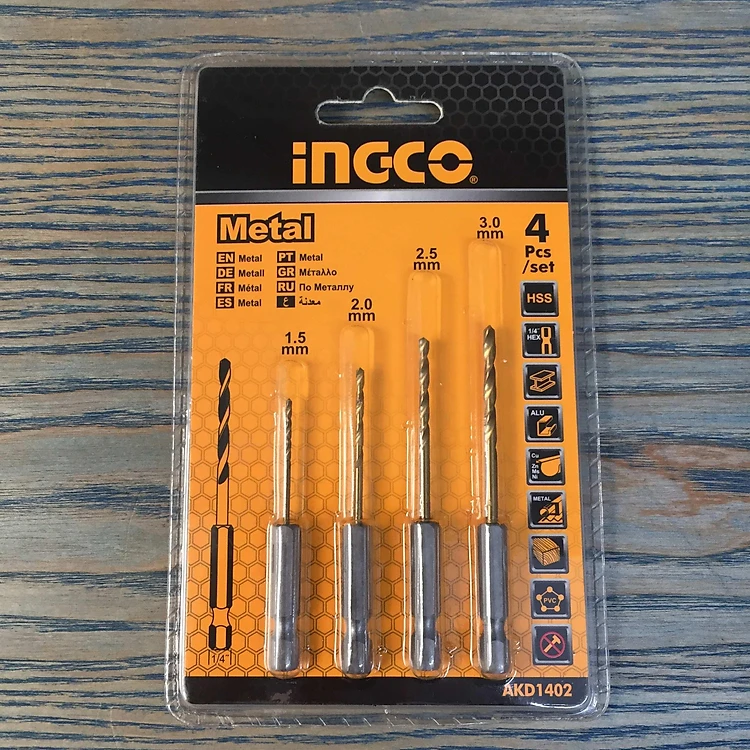 INGCO®
Metal
EN Metal
DE Metall
FR Métal
ES Metal
PT Metal
GR Μέταλλο
RU По Металлу
ع معدنة
1.5
mm
2.0
mm
2.5
mm
3.0
mm
4
Pcs
/set
HSS
1/4"
HEX
ALU
Cu
Zn
Ms
Ni
METAL
PVC
1/4"
AKD1402